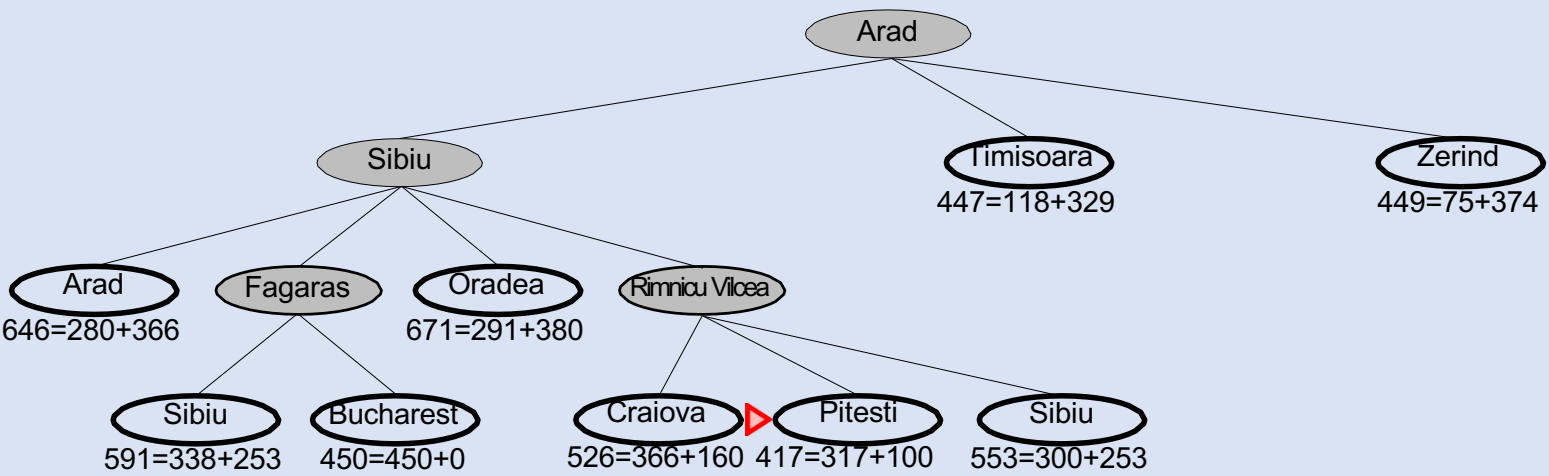 Arad
Sibiu
Timisoara
Zerind
447=118+329
449=75+374
Arad
Fagaras
Oradea
Rimnicu Vilcea
646=280+366
671=291+380
Sibiu
Bucharest
Craiova
Pitesti
Sibiu
591=338+253
450=450+0
526=366+160
417=317+100
553=300+253